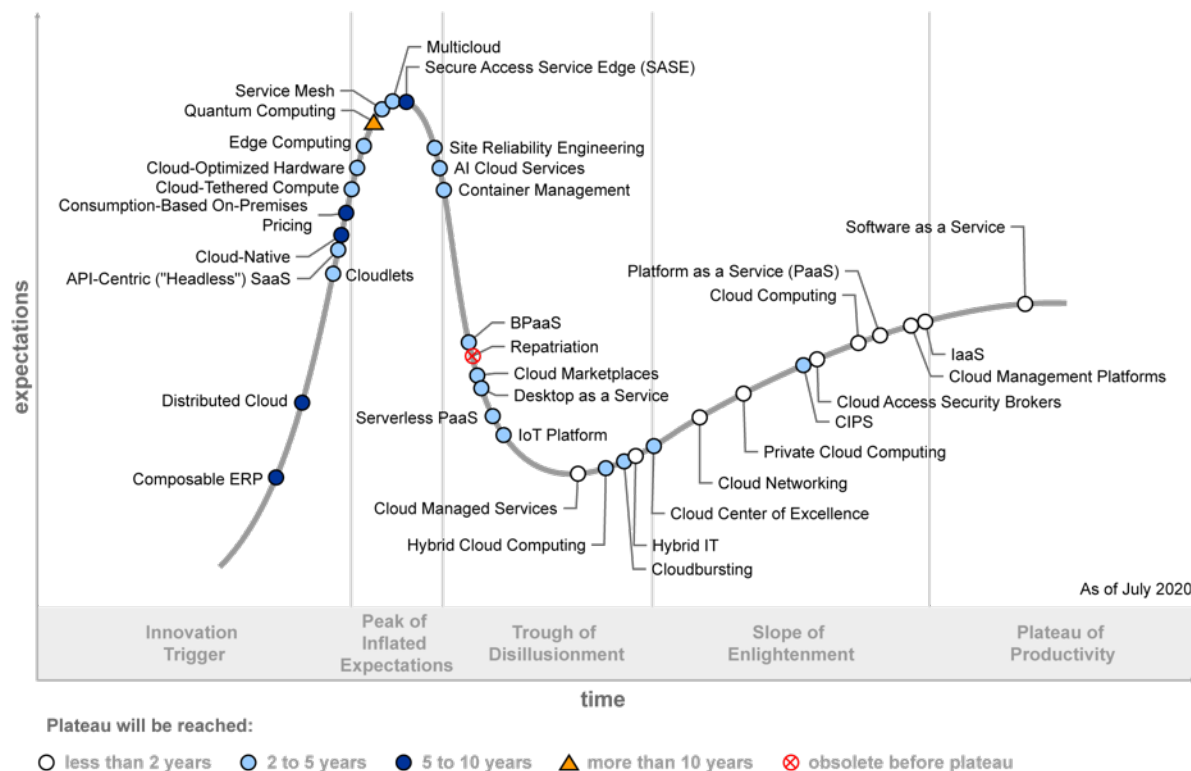 Multicloud
Secure Access Service Edge (SASE)
Service Mesh
Quantum Computing
Edge Computing
Site Reliability Engineering
Cloud-Optimized Hardware
AI Cloud Services
Cloud-Tethered Compute
Container Management
Consumption-Based On-Premises
Pricing
Cloud-Native
API-Centric ("Headless") SaaS
Cloudlets
Software as a Service
Platform as a Service (PaaS)
Cloud Computing
expectations
BPaaS
Repatriation
IaaS
Cloud Marketplaces
Cloud Management Platforms
Desktop as a Service
Distributed Cloud
Cloud Access Security Brokers
Serverless PaaS
CIPS
IoT Platform
Private Cloud Computing
Composable ERP
Cloud Networking
Cloud Managed Services
Cloud Center of Excellence
Hybrid Cloud Computing
Hybrid IT
Cloudbursting
As of July 2020
Innovation
Trigger
Peak of
Inflated
Expectations
Trough of
Disillusionment
Slope of
Enlightenment
Plateau of
Productivity
time
Plateau will be reached:
less than 2 years
2 to 5 years
5 to 10 years
more than 10 years
obsolete before plateau